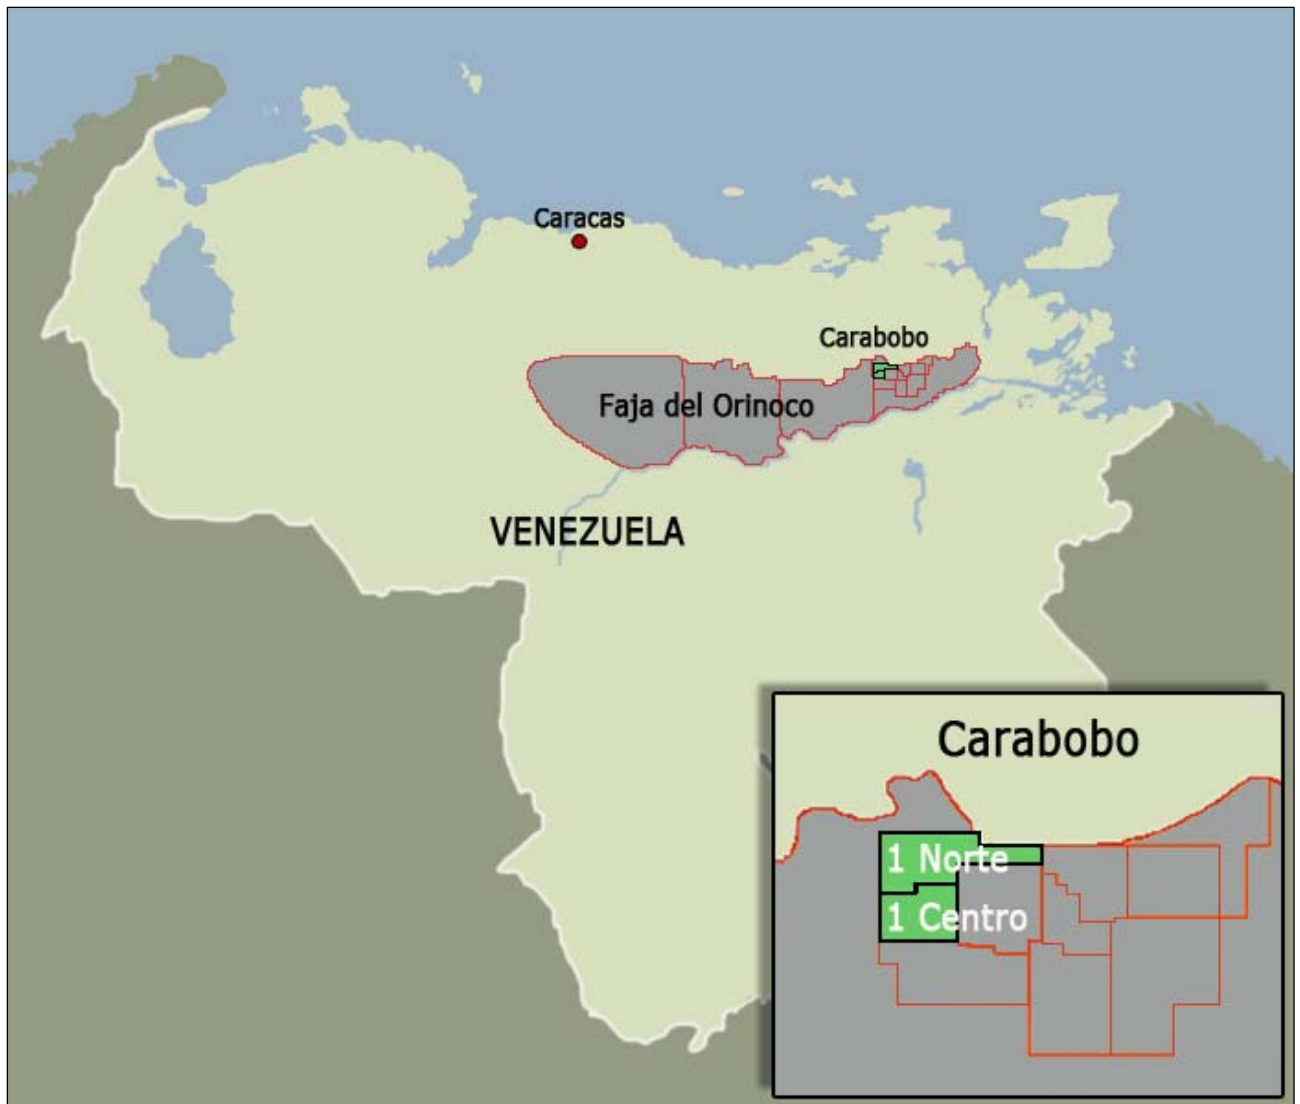 Caracas
Carabobo
Faja del Orinoco
VENEZUELA
Carabobo
1 Norte
1 Centro